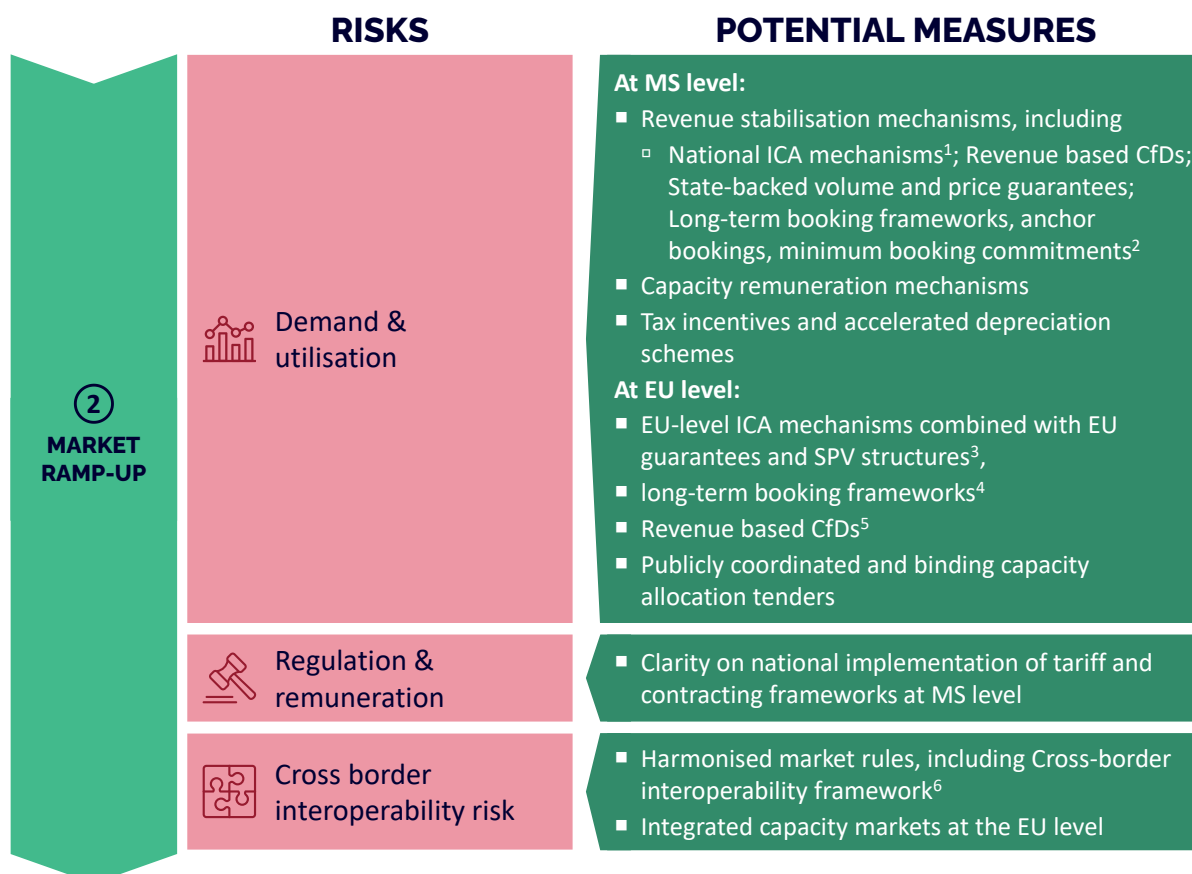 RISKS
POTENTIAL MEASURES
2
MARKET
RAMP-UP
Demand &
utilisation
At MS level:
▪ Revenue stabilisation mechanisms, including
▫ National ICA mechanisms¹; Revenue based CfDs;
State-backed volume and price guarantees;
Long-term booking frameworks, anchor
bookings, minimum booking commitments²
▪ Capacity remuneration mechanisms
▪ Tax incentives and accelerated depreciation
schemes
At EU level:
▪ EU-level ICA mechanisms combined with EU
guarantees and SPV structures³,
▪ long-term booking frameworks⁴
▪ Revenue based CfDs⁵
▪ Publicly coordinated and binding capacity
allocation tenders
Regulation &
remuneration
▪ Clarity on national implementation of tariff and
contracting frameworks at MS level
Cross border
interoperability risk
▪ Harmonised market rules, including Cross-border
interoperability framework⁶
▪ Integrated capacity markets at the EU level